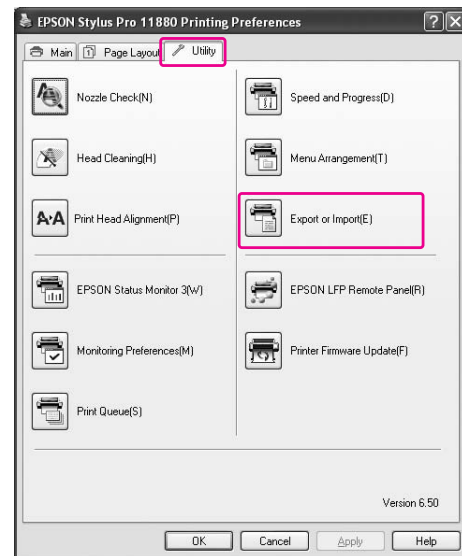 EPSON Stylus Pro 11880 Printing Preferences
Main
Page Layout
Utility
Nozzle Check(N)
Speed and Progress(D)
Head Cleaning(H)
Menu Arrangement(T)
A A Print Head Alignment(P)
Export or Import(E)
EPSON Status Monitor 3(W)
EPSON LFP Remote Panel(R)
Monitoring Preferences(M)
Printer Firmware Update(F)
Print Queue(S)
Version 6.50
OK Cancel Apply Help